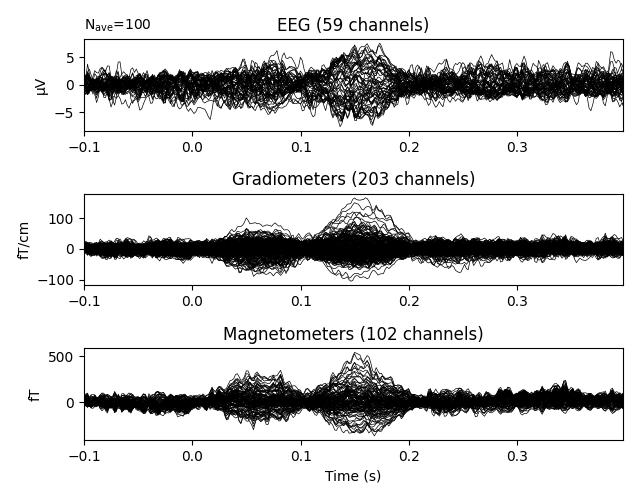 N_ave=100
EEG (59 channels)
5
0
−5
µV
−0.1 0.0 0.1 0.2 0.3
Gradiometers (203 channels)
100
0
−100
fT/cm
−0.1 0.0 0.1 0.2 0.3
Magnetometers (102 channels)
500
0
fT
−0.1 0.0 0.1 0.2 0.3
Time (s)